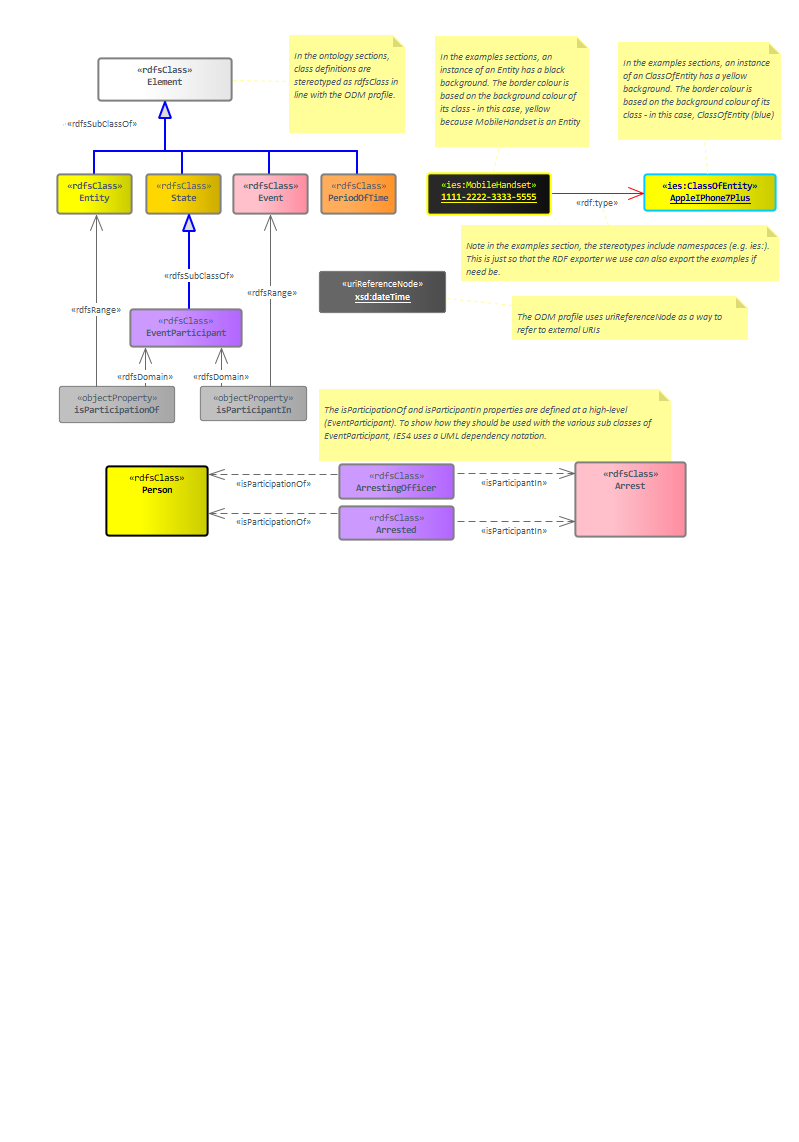 «rdfsClass»
Element
In the ontology sections,
class definitions are
stereotyped as rdfsClass in
line with the ODM profile.
In the examples sections, an
instance of an Entity has a black
background. The border colour is
based on the background colour of
its class - in this case, yellow
because MobileHandset is an Entity
In the examples sections, an instance
of an ClassOfEntity has a yellow
background. The border colour is
based on the background colour of its
class - in this case, ClassOfEntity (blue)
«rdfsSubClassOf»
«rdfsClass»
Entity
«rdfsClass»
State
«rdfsClass»
Event
«rdfsClass»
PeriodOfTime
«ies:MobileHandset»
1111-2222-3333-5555
«rdf:type»
«ies:ClassOfEntity»
AppleIPhone7Plus
Note in the examples section, the stereotypes include namespaces (e.g. ies:).
This is just so that the RDF exporter we use can also export the examples if
need be.
«rdfsSubClassOf»
«rdfsRange»
«rdfsRange»
«uriReferenceNode»
xsd:dateTime
The ODM profile uses uriReferenceNode as a way to
refer to external URIs
«rdfsClass»
EventParticipant
«rdfsDomain»
«rdfsDomain»
«objectProperty»
isParticipationOf
«objectProperty»
isParticipantIn
The isParticipationOf and isParticipantIn properties are defined at a high-level
(EventParticipant). To show how they should be used with the various sub classes of
EventParticipant, IES4 uses a UML dependency notation.
«rdfsClass»
Person
«isParticipationOf»
«rdfsClass»
ArrestingOfficer
«isParticipantIn»
«rdfsClass»
Arrest
«isParticipationOf»
«rdfsClass»
Arrested
«isParticipantIn»